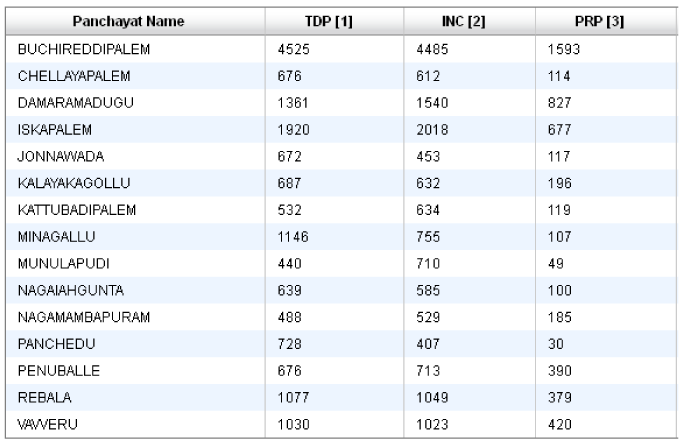 Panchayat Name TDP [1] INC [2] PRP [3]
BUCHIREDDIPALEM 4525 4485 1593
CHELLAYAPALEM 676 612 114
DAMARAMADUGU 1361 1540 827
ISKAPALEM 1920 2018 677
JONNAWADA 672 453 117
KALAYAKAGOLLU 687 632 196
KATTUBADIPALEM 532 634 119
MINAGALLU 1146 755 107
MUNULAPUDI 440 710 49
NAGAIAHGUNTA 639 585 100
NAGAMAMBAPURAM 488 529 185
PANCHEDU 728 407 30
PENUBALLE 676 713 390
REBALA 1077 1049 379
VAVVERU 1030 1023 420